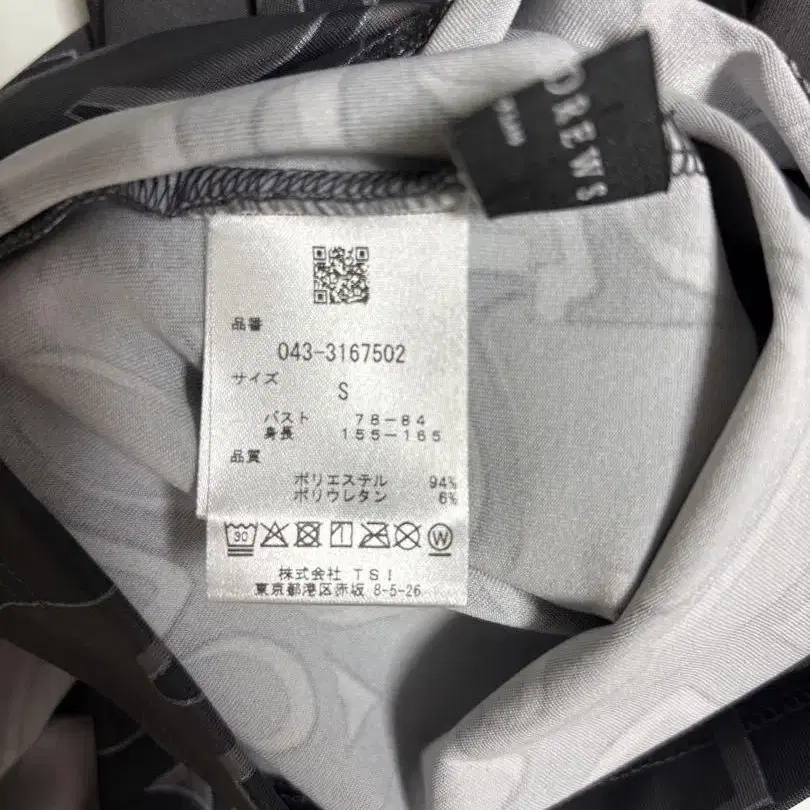 DREWS
品番
043-3167502
サイズ
S
バスト 78-84
身長 155-165
品質
ポリエステル 94%
ポリウレタン 6%
30
W
株式会社 TSI
東京都港区赤坂 8-5-26